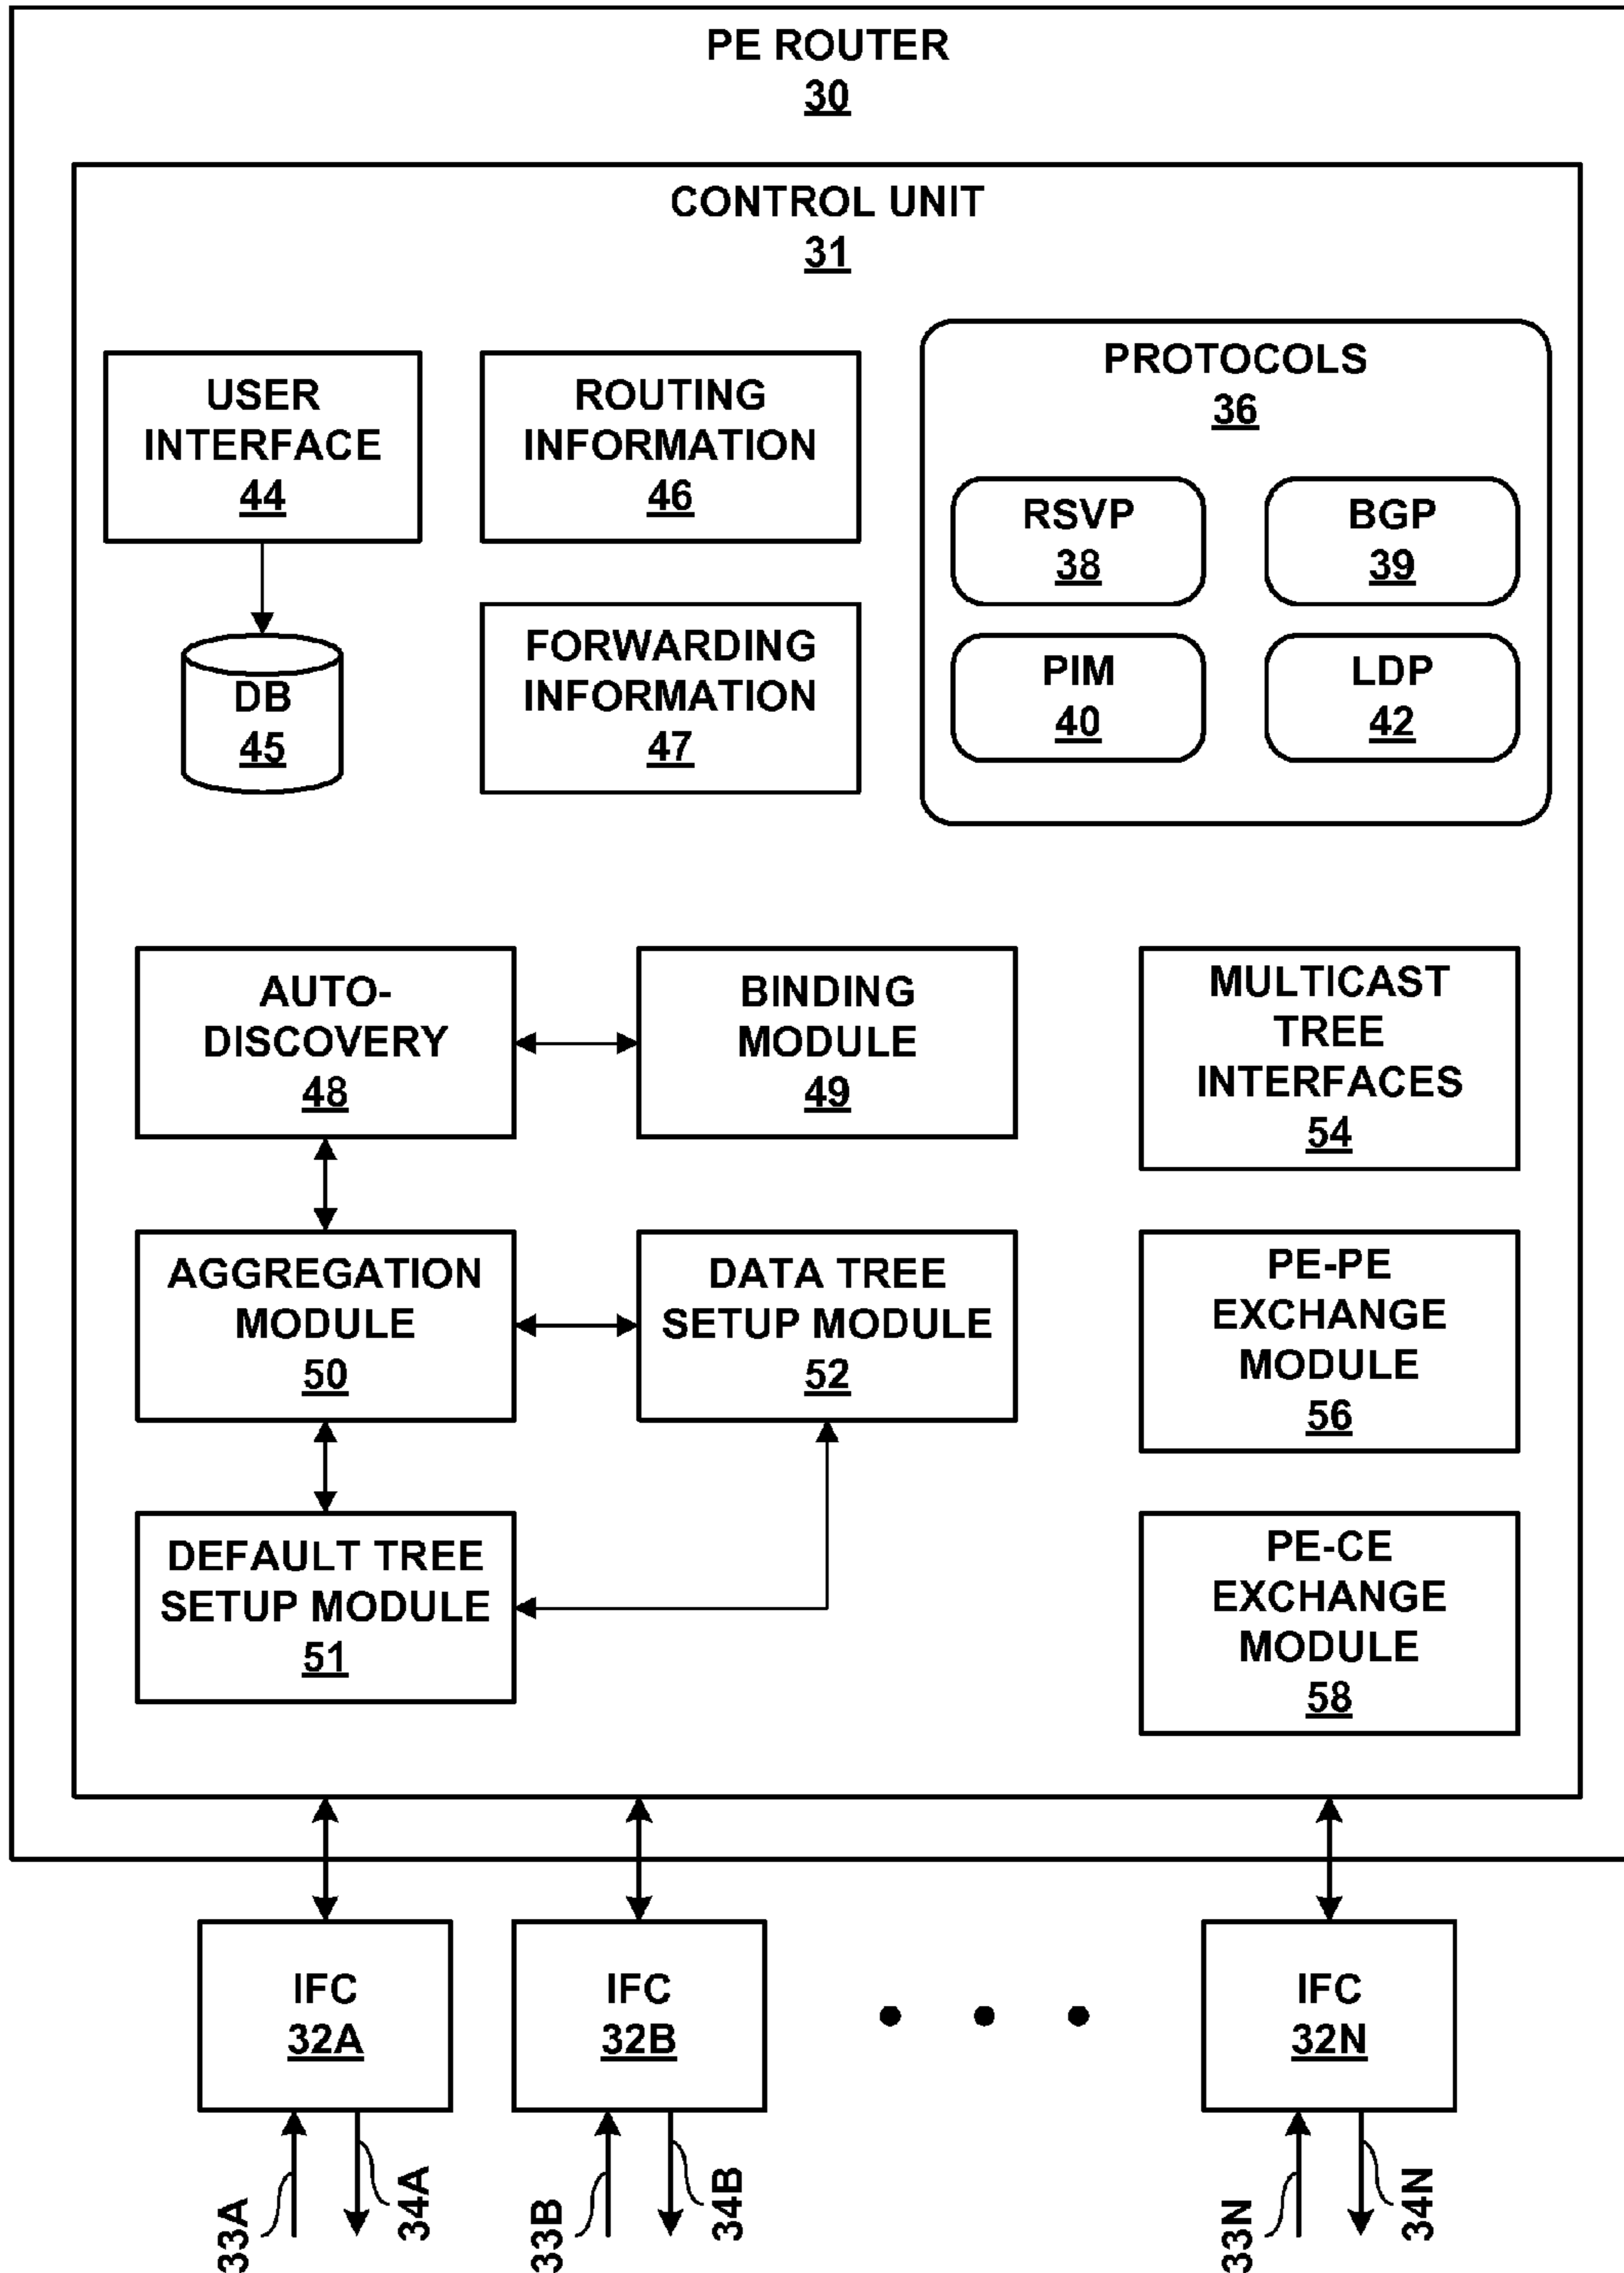 PE ROUTER
30
CONTROL UNIT
31
USER
INTERFACE
44
ROUTING
INFORMATION
46
PROTOCOLS
36
RSVP
38
BGP
39
PIM
40
LDP
42
DB
45
FORWARDING
INFORMATION
47
AUTO-
DISCOVERY
48
BINDING
MODULE
49
MULTICAST
TREE
INTERFACES
54
AGGREGATION
MODULE
50
DATA TREE
SETUP MODULE
52
PE-PE
EXCHANGE
MODULE
56
DEFAULT TREE
SETUP MODULE
51
PE-CE
EXCHANGE
MODULE
58
IFC
32A
IFC
32B
IFC
32N
33A
34A
33B
34B
33N
34N